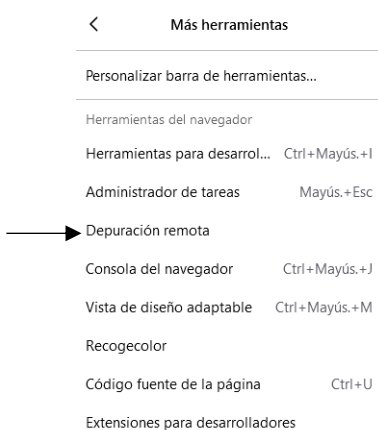 Más herramientas
Personalizar barra de herramientas...
Herramientas del navegador
Herramientas para desarrol... Ctrl+Mayús.+I
Administrador de tareas Mayús.+Esc
Depuración remota
Consola del navegador Ctrl+Mayús.+J
Vista de diseño adaptable Ctrl+Mayús.+M
Recogecolor
Código fuente de la página Ctrl+U
Extensiones para desarrolladores